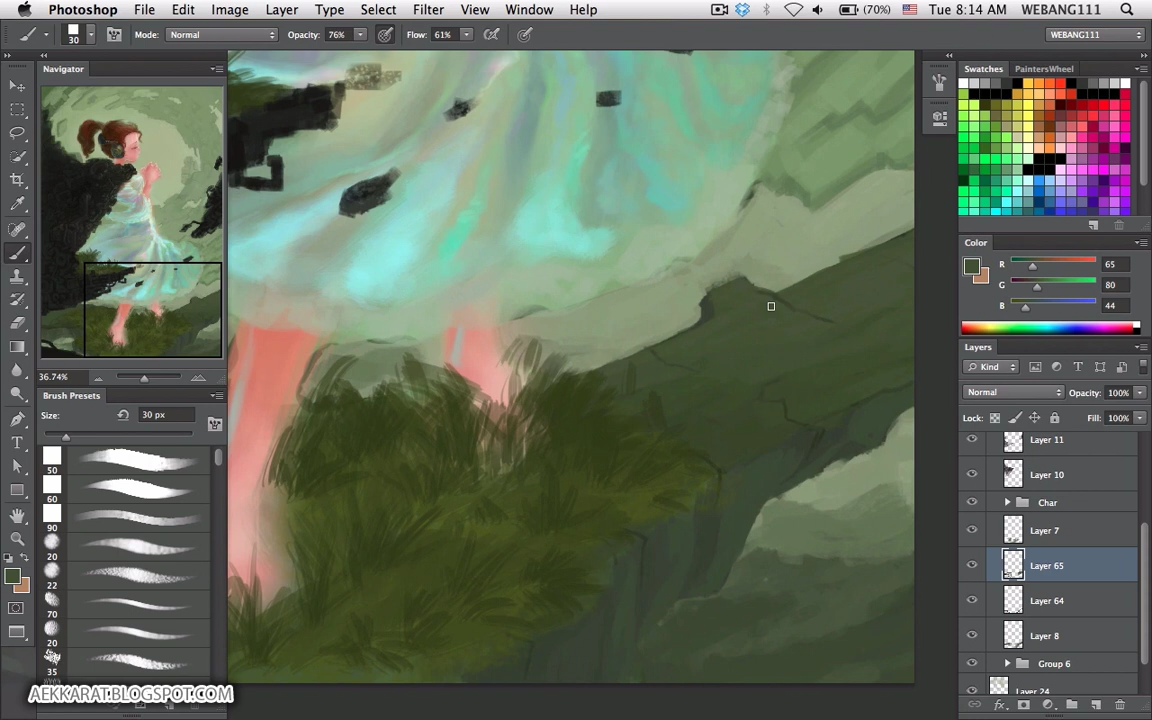 Photoshop File Edit Image Layer Type Select Filter View Window Help (70%) Tue 8:14 AM WEBANG111
30 Mode: Normal Opacity: 76% Flow: 61% WEBANG111
Navigator
36.74%
Brush Presets
Size: 30 px
50
60
90
20
22
70
20
35
AEKKARAT.BLOGSPOT.COM
Swatches PaintersWheel
Color
R 65
G 80
B 44
Layers
Kind
Normal Opacity: 100%
Lock: Fill: 100%
Layer 11
Layer 10
Char
Layer 7
Layer 65
Layer 64
Layer 8
Group 6
Layer 24